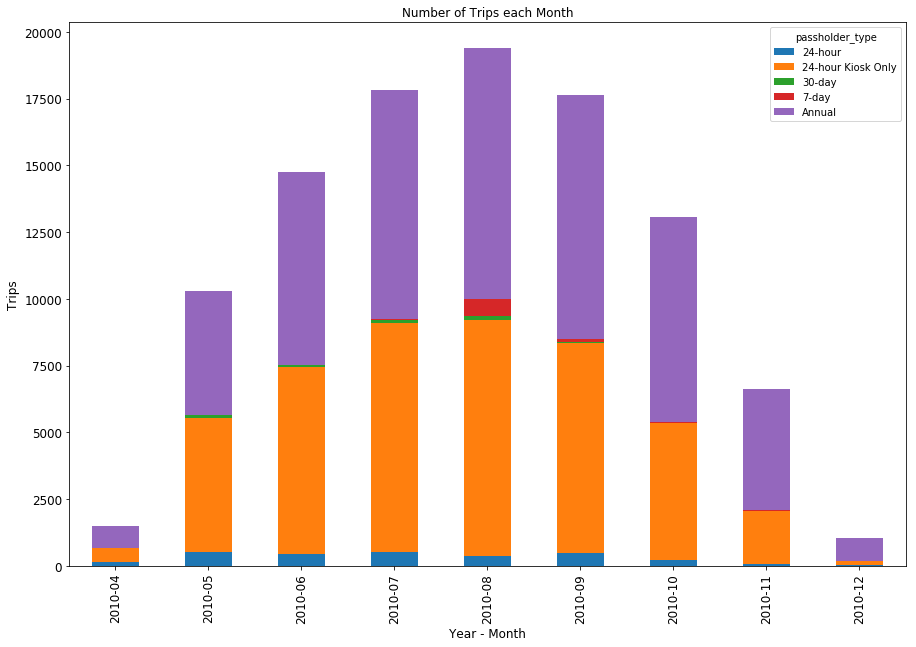 Number of Trips each Month
passholder_type
24-hour
24-hour Kiosk Only
30-day
7-day
Annual
Trips
20000
17500
15000
12500
10000
7500
5000
2500
0
2010-04
2010-05
2010-06
2010-07
2010-08
2010-09
2010-10
2010-11
2010-12
Year - Month